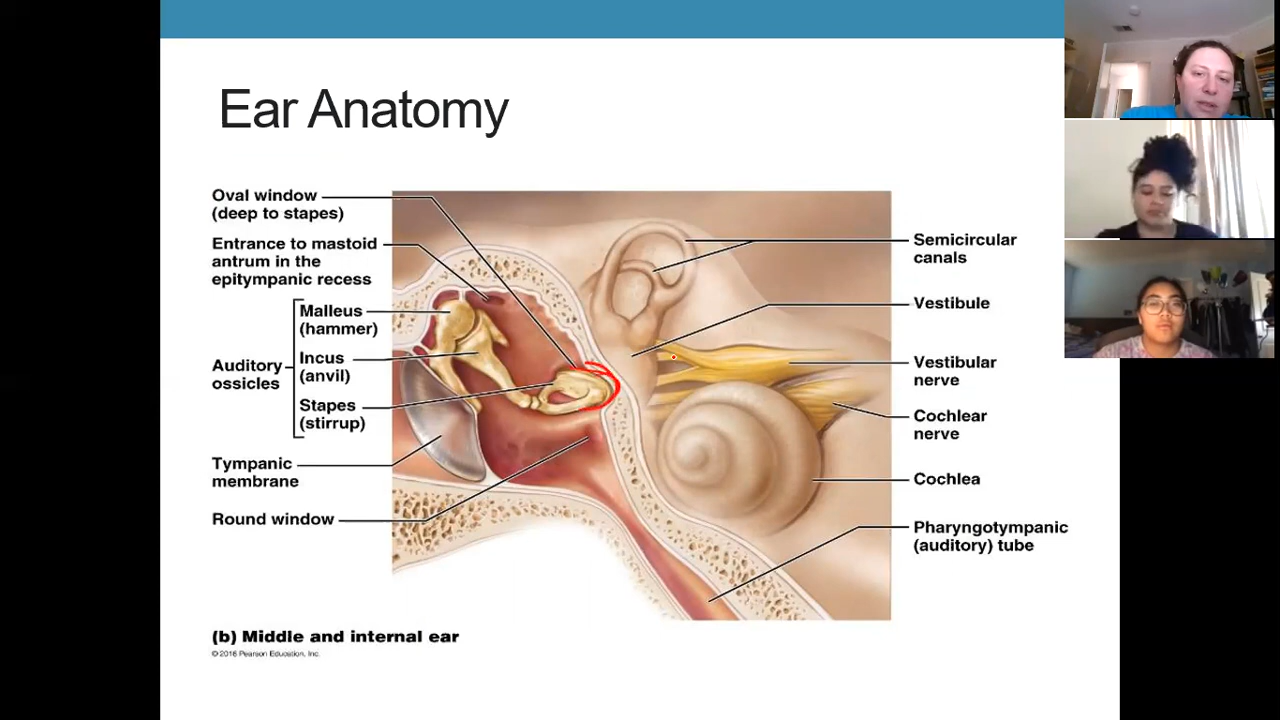 Ear Anatomy
Oval window
(deep to stapes)
Entrance to mastoid
antrum in the
epitympanic recess
Malleus
(hammer)
Auditory
ossicles
Incus
(anvil)
Stapes
(stirrup)
Tympanic
membrane
Round window
Semicircular
canals
Vestibule
Vestibular
nerve
Cochlear
nerve
Cochlea
Pharyngotympanic
(auditory) tube
(b) Middle and internal ear
© 2016 Pearson Education, Inc.